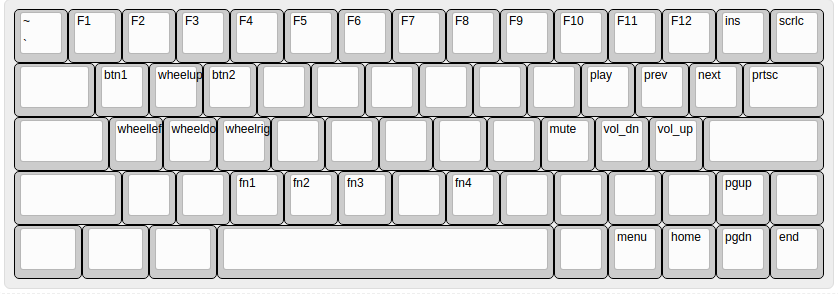 ~ F1 F2 F3 F4 F5 F6 F7 F8 F9 F10 F11 F12 ins scrlc
`
btn1 wheelup btn2 play prev next prtsc
wheellef wheeldo wheelrig mute vol_dn vol_up
fn1 fn2 fn3 fn4 pgup
menu home pgdn end